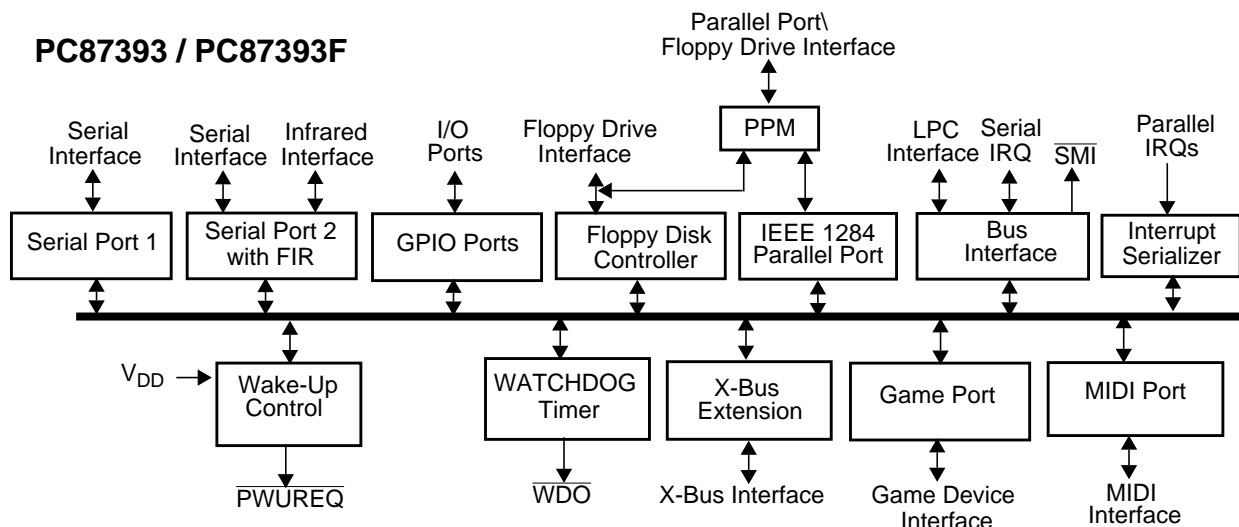 PC87393 / PC87393F
Parallel Port\
Floppy Drive Interface
PPM
Serial
Interface
Serial
Interface
Infrared
Interface
I/O
Ports
Floppy Drive
Interface
LPC
Interface
Serial
IRQ
SMI
Parallel
IRQs
Serial Port 1
Serial Port 2
with FIR
GPIO Ports
Floppy Disk
Controller
IEEE 1284
Parallel Port
Bus
Interface
Interrupt
Serializer
VDD
Wake-Up
Control
WATCHDOG
Timer
X-Bus
Extension
Game Port
MIDI Port
PWUREQ
WDO
X-Bus Interface
Game Device
Interface
MIDI
Interface